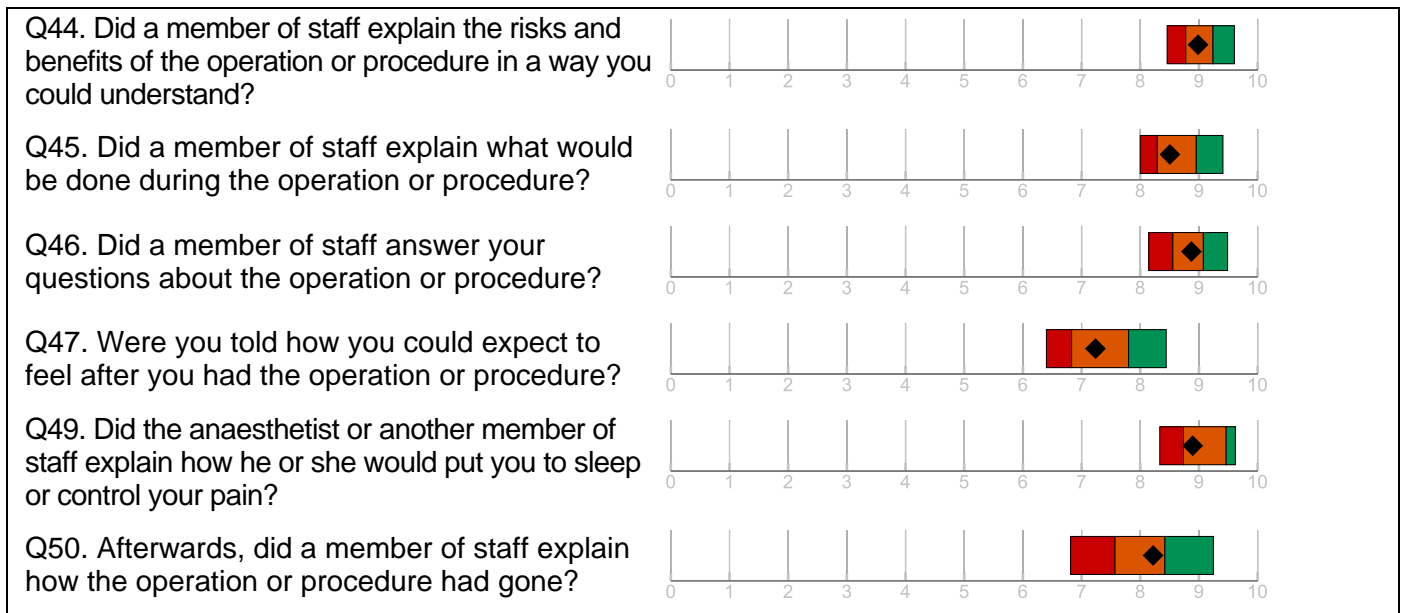 Q44. Did a member of staff explain the risks and
benefits of the operation or procedure in a way you
could understand?
0 1 2 3 4 5 6 7 8 9 10
Q45. Did a member of staff explain what would
be done during the operation or procedure?
0 1 2 3 4 5 6 7 8 9 10
Q46. Did a member of staff answer your
questions about the operation or procedure?
0 1 2 3 4 5 6 7 8 9 10
Q47. Were you told how you could expect to
feel after you had the operation or procedure?
0 1 2 3 4 5 6 7 8 9 10
Q49. Did the anaesthetist or another member of
staff explain how he or she would put you to sleep
or control your pain?
0 1 2 3 4 5 6 7 8 9 10
Q50. Afterwards, did a member of staff explain
how the operation or procedure had gone?
0 1 2 3 4 5 6 7 8 9 10